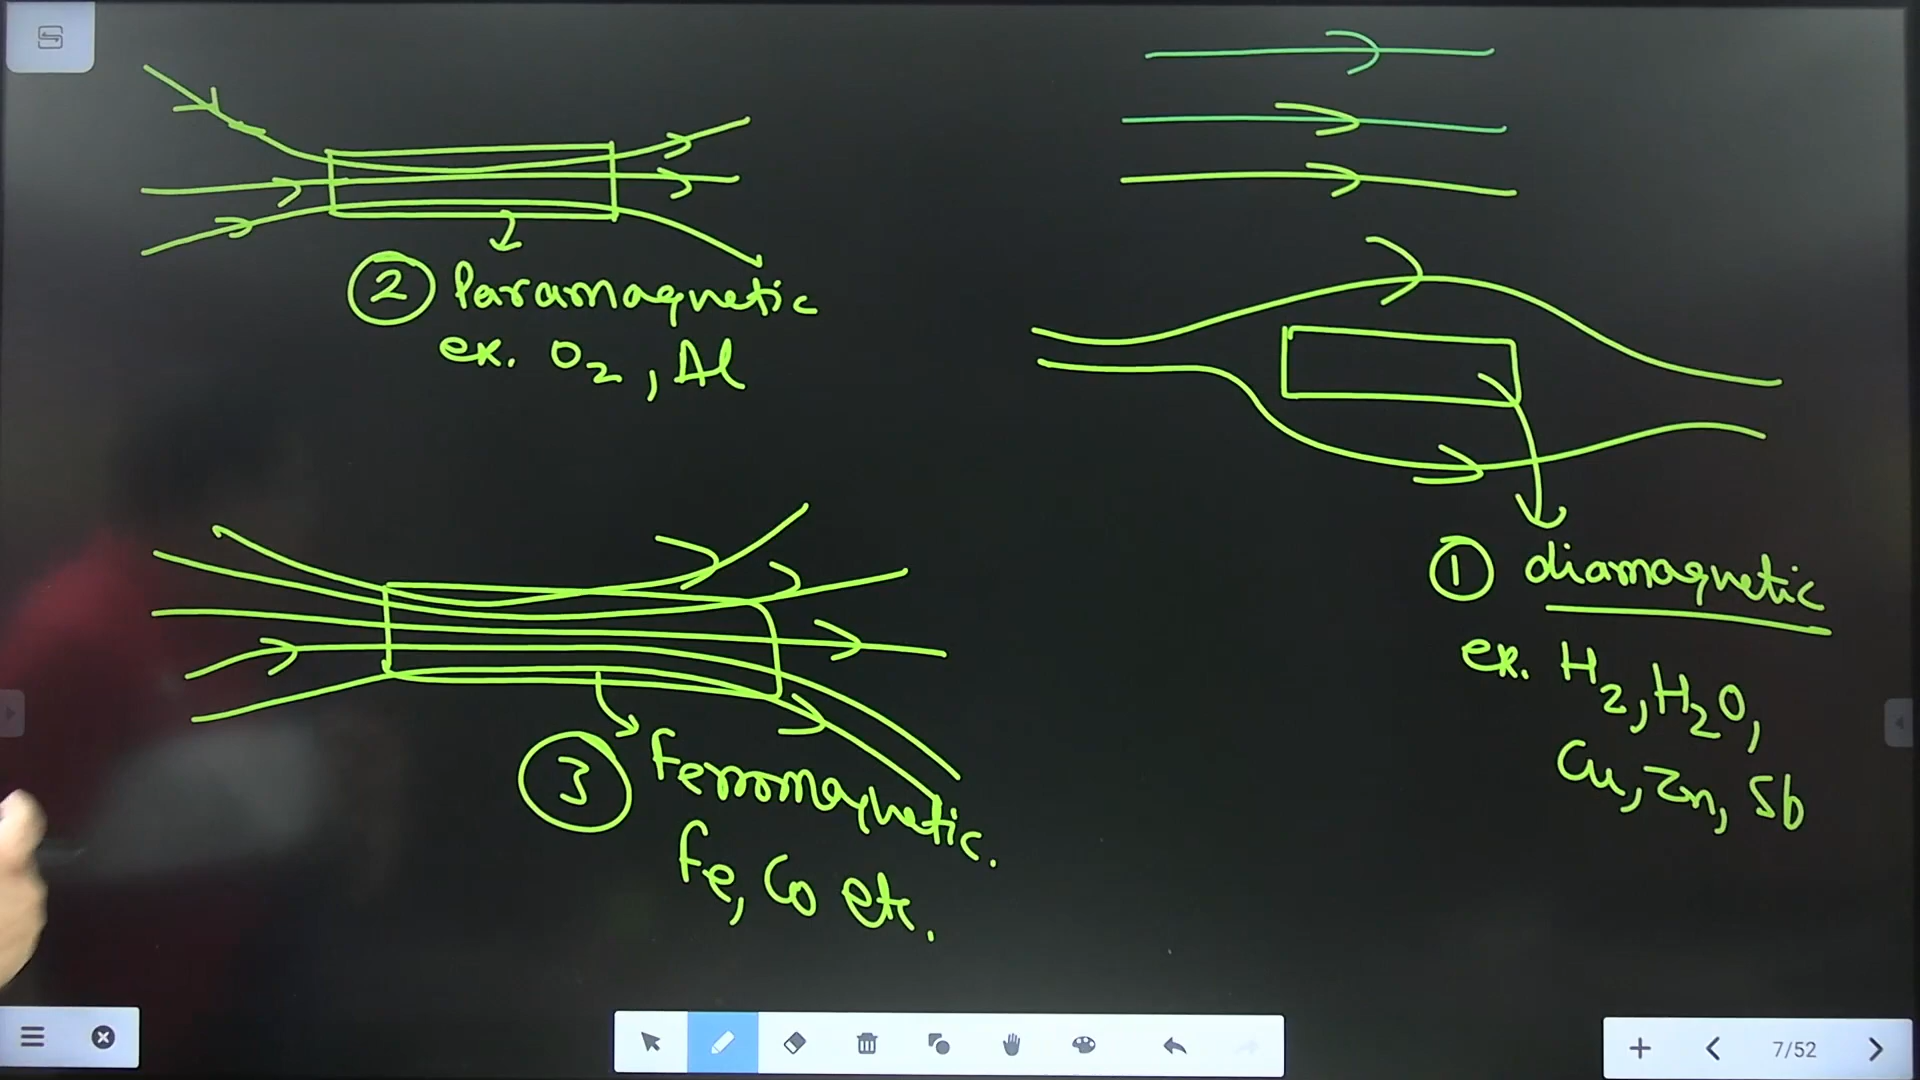 ② Paramagnetic
ex. O₂, Al
③ Ferromagnetic.
Fe, Co etc.
① diamagnetic
ex. H₂, H₂O,
Cu, Zn, Sb
7/52